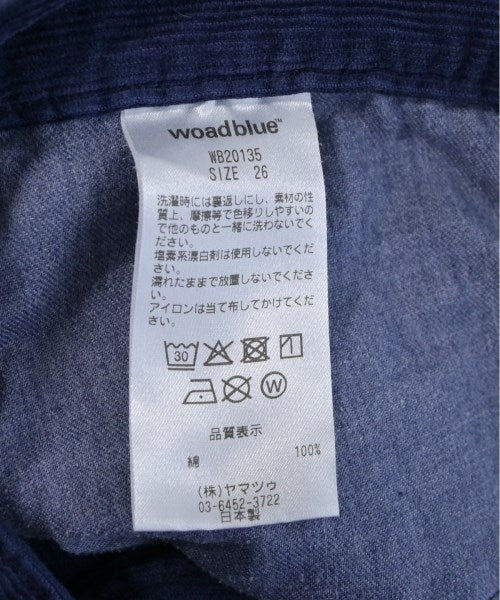 woadblue™
WB20135
SIZE 26
洗濯時には裏返しにし、素材の性
質上、摩擦等で色移りしやすいの
で他のものと一緒に洗わないでく
ださい。
塩素系漂白剤は使用しないでくだ
さい。
濡れたままで放置しないでくださ
い。
アイロンは当て布してかけてくだ
さい。
30
W
品質表示
綿 100%
(株)ヤマツゥ
03-6452-3722
日本製